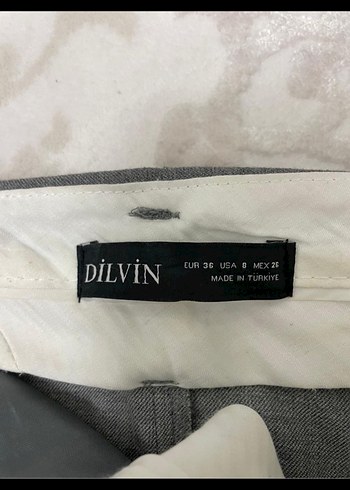 DİLVİN
EUR 36 USA 8 MEX 26
MADE IN TÜRKİYE